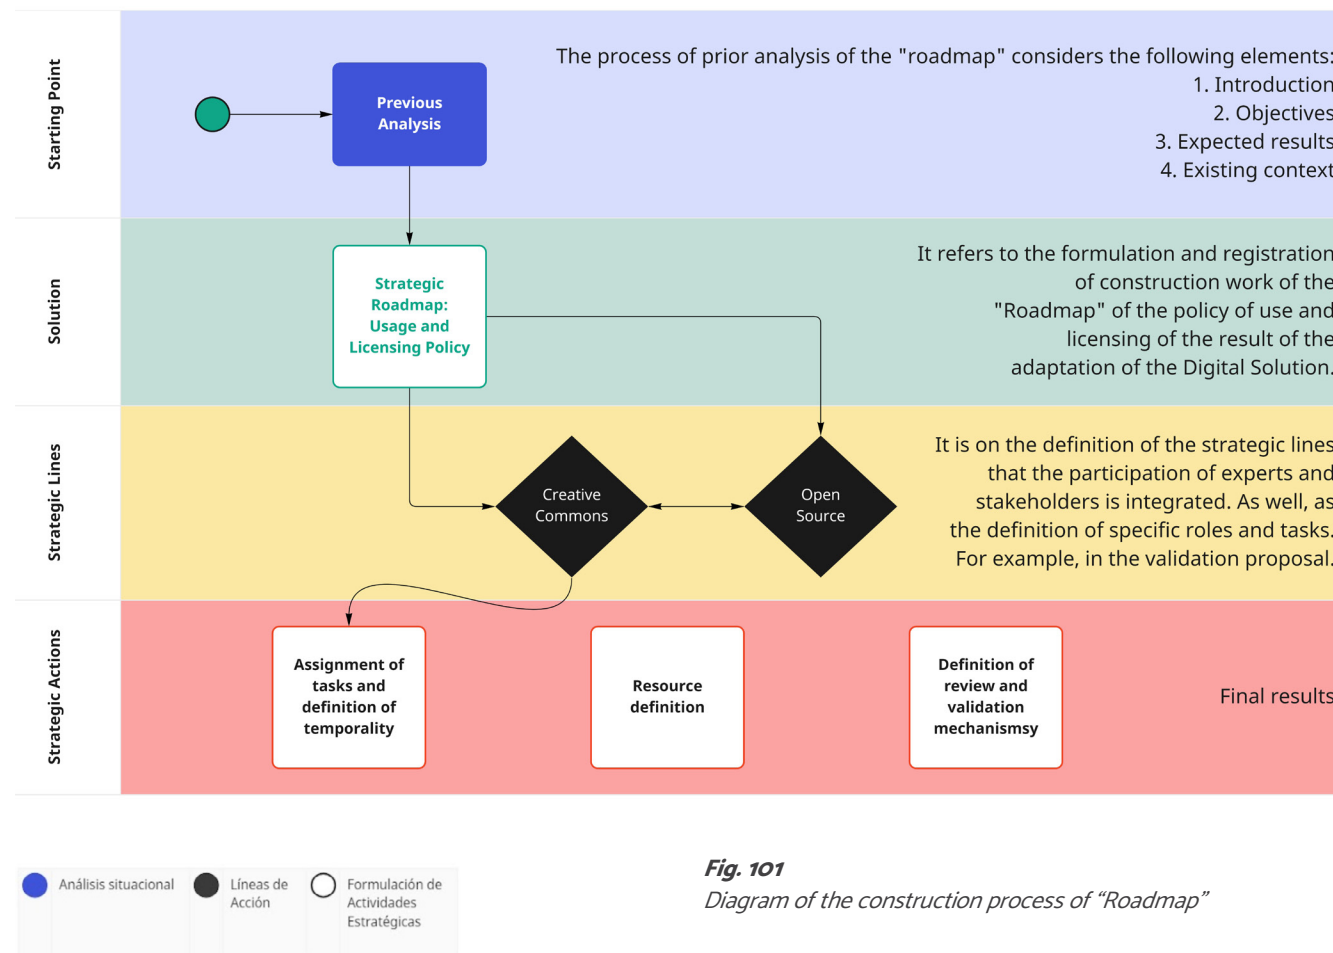 Starting Point
Previous
Analysis
The process of prior analysis of the "roadmap" considers the following elements:
1. Introduction
2. Objectives
3. Expected results
4. Existing context
Solution
Strategic
Roadmap:
Usage and
Licensing Policy
It refers to the formulation and registration
of construction work of the
"Roadmap" of the policy of use and
licensing of the result of the
adaptation of the Digital Solution.
Strategic Lines
Creative
Commons
Open
Source
It is on the definition of the strategic lines
that the participation of experts and
stakeholders is integrated. As well, as
the definition of specific roles and tasks.
For example, in the validation proposal.
Strategic Actions
Assignment of
tasks and
definition of
temporality
Resource
definition
Definition of
review and
validation
mechanismsy
Final results
Análisis situacional
Líneas de
Acción
Formulación de
Actividades
Estratégicas
Fig. 101
Diagram of the construction process of “Roadmap”